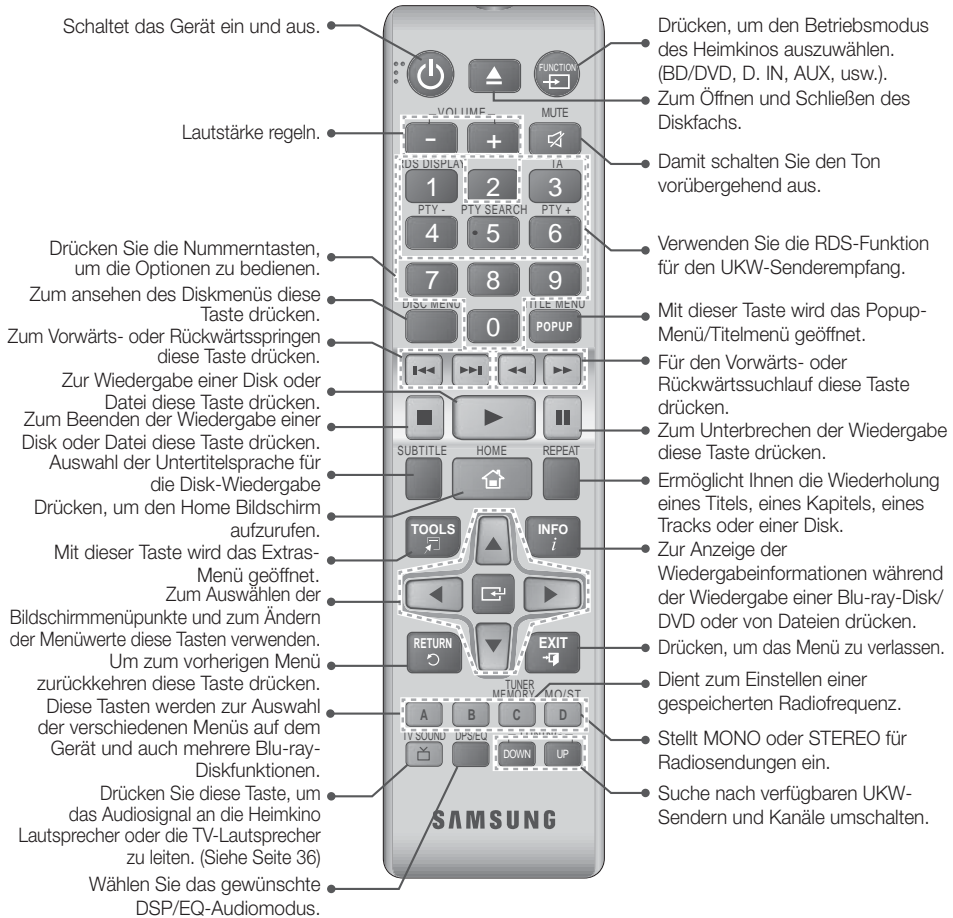 Schaltet das Gerät ein und aus.
Lautstärke regeln.
Drücken Sie die Nummerntasten,
um die Optionen zu bedienen.
Zum ansehen des Diskmenüs diese
Taste drücken.
Zum Vorwärts- oder Rückwärtsspringen
diese Taste drücken.
Zur Wiedergabe einer Disk oder
Datei diese Taste drücken.
Zum Beenden der Wiedergabe einer
Disk oder Datei diese Taste drücken.
Auswahl der Untertitelsprache für
die Disk-Wiedergabe
Drücken, um den Home Bildschirm
aufzurufen.
Mit dieser Taste wird das Extras-
Menü geöffnet.
Zum Auswählen der
Bildschirmmenüpunkte und zum Ändern
der Menüwerte diese Tasten verwenden.
Um zum vorherigen Menü
zurückkehren diese Taste drücken.
Diese Tasten werden zur Auswahl
der verschiedenen Menüs auf dem
Gerät und auch mehrere Blu-ray-
Diskfunktionen.
Drücken Sie diese Taste, um
das Audiosignal an die Heimkino
Lautsprecher oder die TV-Lautsprecher
zu leiten. (Siehe Seite 36)
Wählen Sie das gewünschte
DSP/EQ-Audiomodus.
FUNCTION
VOLUME
MUTE
- +
RDS DISPLAY TA
1 2 3
PTY - PTY SEARCH PTY +
4 5 6
7 8 9
DISC MENU TITLE MENU
0 POPUP
SUBTITLE HOME REPEAT
TOOLS INFO
i
RETURN EXIT
TUNER
MEMORY MO/ST
A B C D
TV SOUND DPS/EQ
DOWN UP
SAMSUNG
Drücken, um den Betriebsmodus
des Heimkinos auszuwählen.
(BD/DVD, D. IN, AUX, usw.).
Zum Öffnen und Schließen des
Diskfachs.
Damit schalten Sie den Ton
vorübergehend aus.
Verwenden Sie die RDS-Funktion
für den UKW-Senderempfang.
Mit dieser Taste wird das Popup-
Menü/Titelmenü geöffnet.
Für den Vorwärts- oder
Rückwärtssuchlauf diese Taste
drücken.
Zum Unterbrechen der Wiedergabe
diese Taste drücken.
Ermöglicht Ihnen die Wiederholung
eines Titels, eines Kapitels, eines
Tracks oder einer Disk.
Zur Anzeige der
Wiedergabeinformationen während
der Wiedergabe einer Blu-ray-Disk/
DVD oder von Dateien drücken.
Drücken, um das Menü zu verlassen.
Dient zum Einstellen einer
gespeicherten Radiofrequenz.
Stellt MONO oder STEREO für
Radiosendungen ein.
Suche nach verfügbaren UKW-
Sendern und Kanäle umschalten.